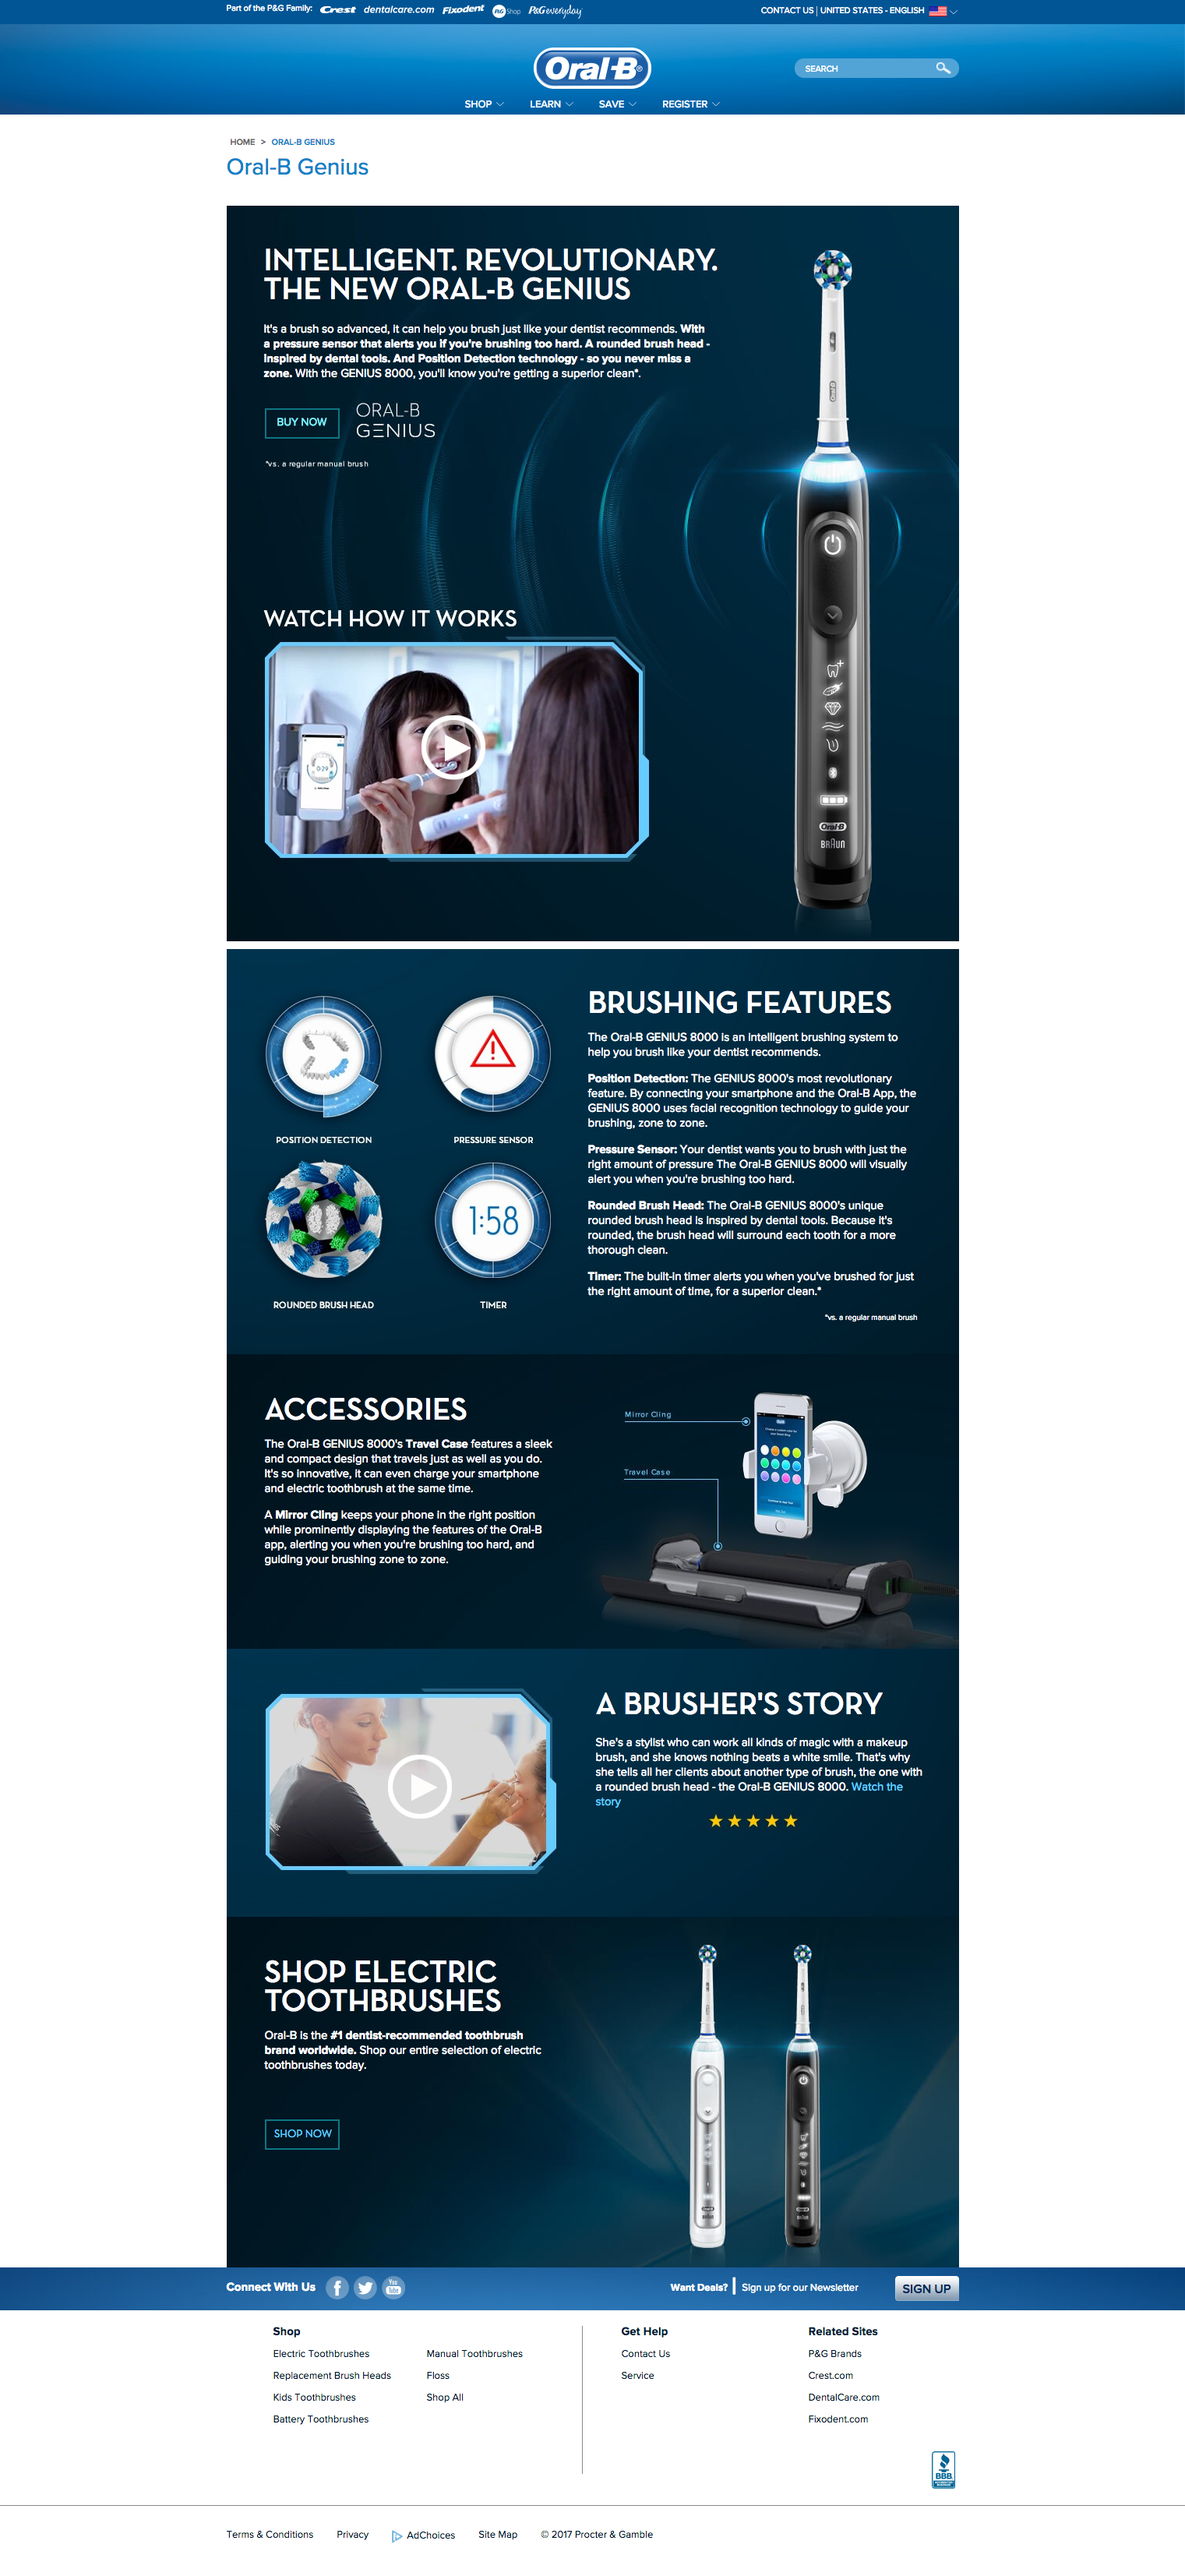 Part of the P&G Family: Crest dentalcare.com Fixodent P&G Shop P&G everyday
CONTACT US | UNITED STATES - ENGLISH
Oral-B®
SEARCH
SHOP LEARN SAVE REGISTER
HOME > ORAL-B GENIUS
Oral-B Genius
INTELLIGENT. REVOLUTIONARY.
THE NEW ORAL-B GENIUS
It's a brush so advanced, it can help you brush just like your dentist recommends. With
a pressure sensor that alerts you if you're brushing too hard. A rounded brush head -
inspired by dental tools. And Position Detection technology - so you never miss a
zone. With the GENIUS 8000, you'll know you're getting a superior clean*.
BUY NOW
ORAL-B
GENIUS
*vs. a regular manual brush
Oral-B
WATCH HOW IT WORKS
0:29
Oral-B
BRAUN
BRUSHING FEATURES
The Oral-B GENIUS 8000 is an intelligent brushing system to
help you brush like your dentist recommends.
Position Detection: The GENIUS 8000's most revolutionary
feature. By connecting your smartphone and the Oral-B App, the
GENIUS 8000 uses facial recognition technology to guide your
brushing, zone to zone.
Pressure Sensor: Your dentist wants you to brush with just the
right amount of pressure The Oral-B GENIUS 8000 will visually
alert you when you're brushing too hard.
Rounded Brush Head: The Oral-B GENIUS 8000's unique
rounded brush head is inspired by dental tools. Because it's
rounded, the brush head will surround each tooth for a more
thorough clean.
Timer: The built-in timer alerts you when you've brushed for just
the right amount of time, for a superior clean.*
*vs. a regular manual brush
POSITION DETECTION
PRESSURE SENSOR
1:58
ROUNDED BRUSH HEAD
TIMER
ACCESSORIES
The Oral-B GENIUS 8000's Travel Case features a sleek
and compact design that travels just as well as you do.
It's so innovative, it can even charge your smartphone
and electric toothbrush at the same time.
A Mirror Cling keeps your phone in the right position
while prominently displaying the features of the Oral-B
app, alerting you when you're brushing too hard, and
guiding your brushing zone to zone.
Mirror Cling
Travel Case
A BRUSHER'S STORY
She's a stylist who can work all kinds of magic with a makeup
brush, and she knows nothing beats a white smile. That's why
she tells all her clients about another type of brush, the one with
a rounded brush head - the Oral-B GENIUS 8000. Watch the
story
SHOP ELECTRIC
TOOTHBRUSHES
Oral-B is the #1 dentist-recommended toothbrush
brand worldwide. Shop our entire selection of electric
toothbrushes today.
SHOP NOW
Connect With Us
You Tube
Want Deals? | Sign up for our Newsletter
SIGN UP
Shop
Electric Toothbrushes
Replacement Brush Heads
Kids Toothbrushes
Battery Toothbrushes
Manual Toothbrushes
Floss
Shop All
Get Help
Contact Us
Service
Related Sites
P&G Brands
Crest.com
DentalCare.com
Fixodent.com
BBB
Terms & Conditions Privacy AdChoices Site Map © 2017 Procter & Gamble